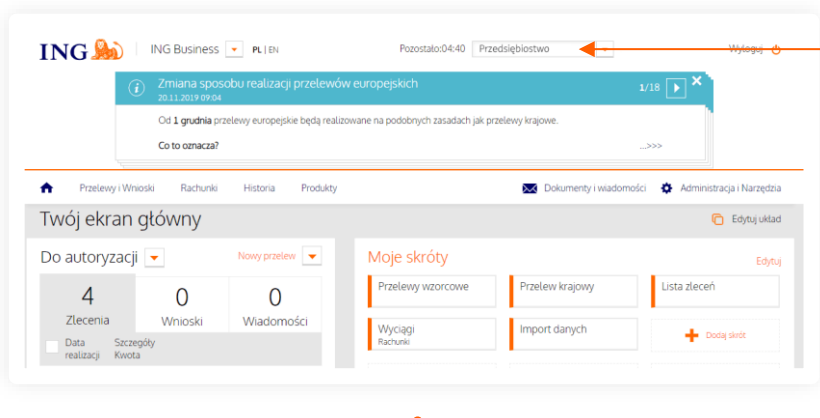 ING
ING Business
PL | EN
Pozostało:04:40
Przedsiębiostwo
Wyloguj
Zmiana sposobu realizacji przelewów europejskich
20.11.2019 09:04
1/18
Od 1 grudnia przelewy europejskie będą realizowane na podobnych zasadach jak przelewy krajowe.
Co to oznacza?
...>>>
Przelewy i Wnioski
Rachunki
Historia
Produkty
Dokumenty i wiadomości
Administracja i Narzędzia
Twój ekran główny
Edytuj układ
Do autoryzacji
Nowy przelew
4
Zlecenia
0
Wnioski
0
Wiadomości
Data
realizacji
Szczegóły
Kwota
Moje skróty
Edytuj
Przelewy wzorcowe
Przelew krajowy
Lista zleceń
Wyciągi
Rachunki
Import danych
Dodaj skrót